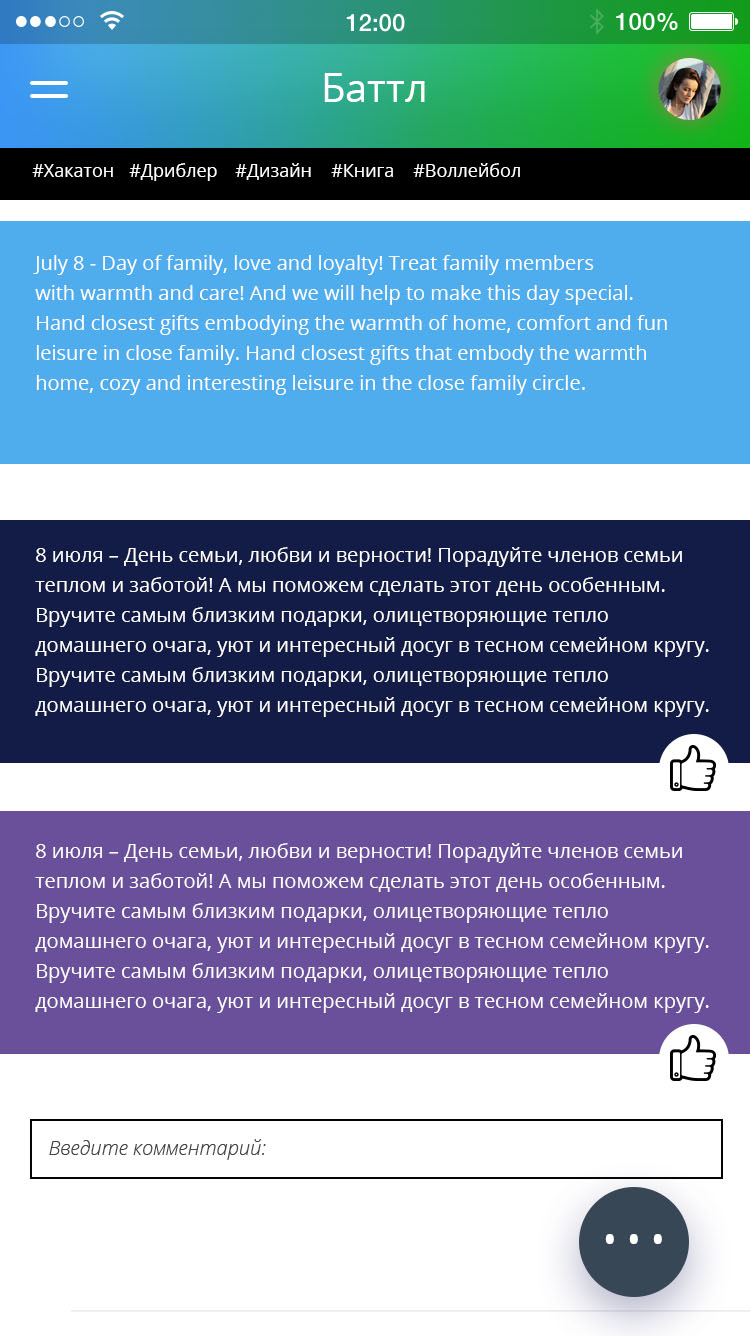 12:00
100%
Баттл
#Хакатон #Дриблер #Дизайн #Книга #Воллейбол
July 8 - Day of family, love and loyalty! Treat family members
with warmth and care! And we will help to make this day special.
Hand closest gifts embodying the warmth of home, comfort and fun
leisure in close family. Hand closest gifts that embody the warmth
home, cozy and interesting leisure in the close family circle.
8 июля – День семьи, любви и верности! Порадуйте членов семьи
теплом и заботой! А мы поможем сделать этот день особенным.
Вручите самым близким подарки, олицетворяющие тепло
домашнего очага, уют и интересный досуг в тесном семейном кругу.
Вручите самым близким подарки, олицетворяющие тепло
домашнего очага, уют и интересный досуг в тесном семейном кругу.
8 июля – День семьи, любви и верности! Порадуйте членов семьи
теплом и заботой! А мы поможем сделать этот день особенным.
Вручите самым близким подарки, олицетворяющие тепло
домашнего очага, уют и интересный досуг в тесном семейном кругу.
Вручите самым близким подарки, олицетворяющие тепло
домашнего очага, уют и интересный досуг в тесном семейном кругу.
Введите комментарий: